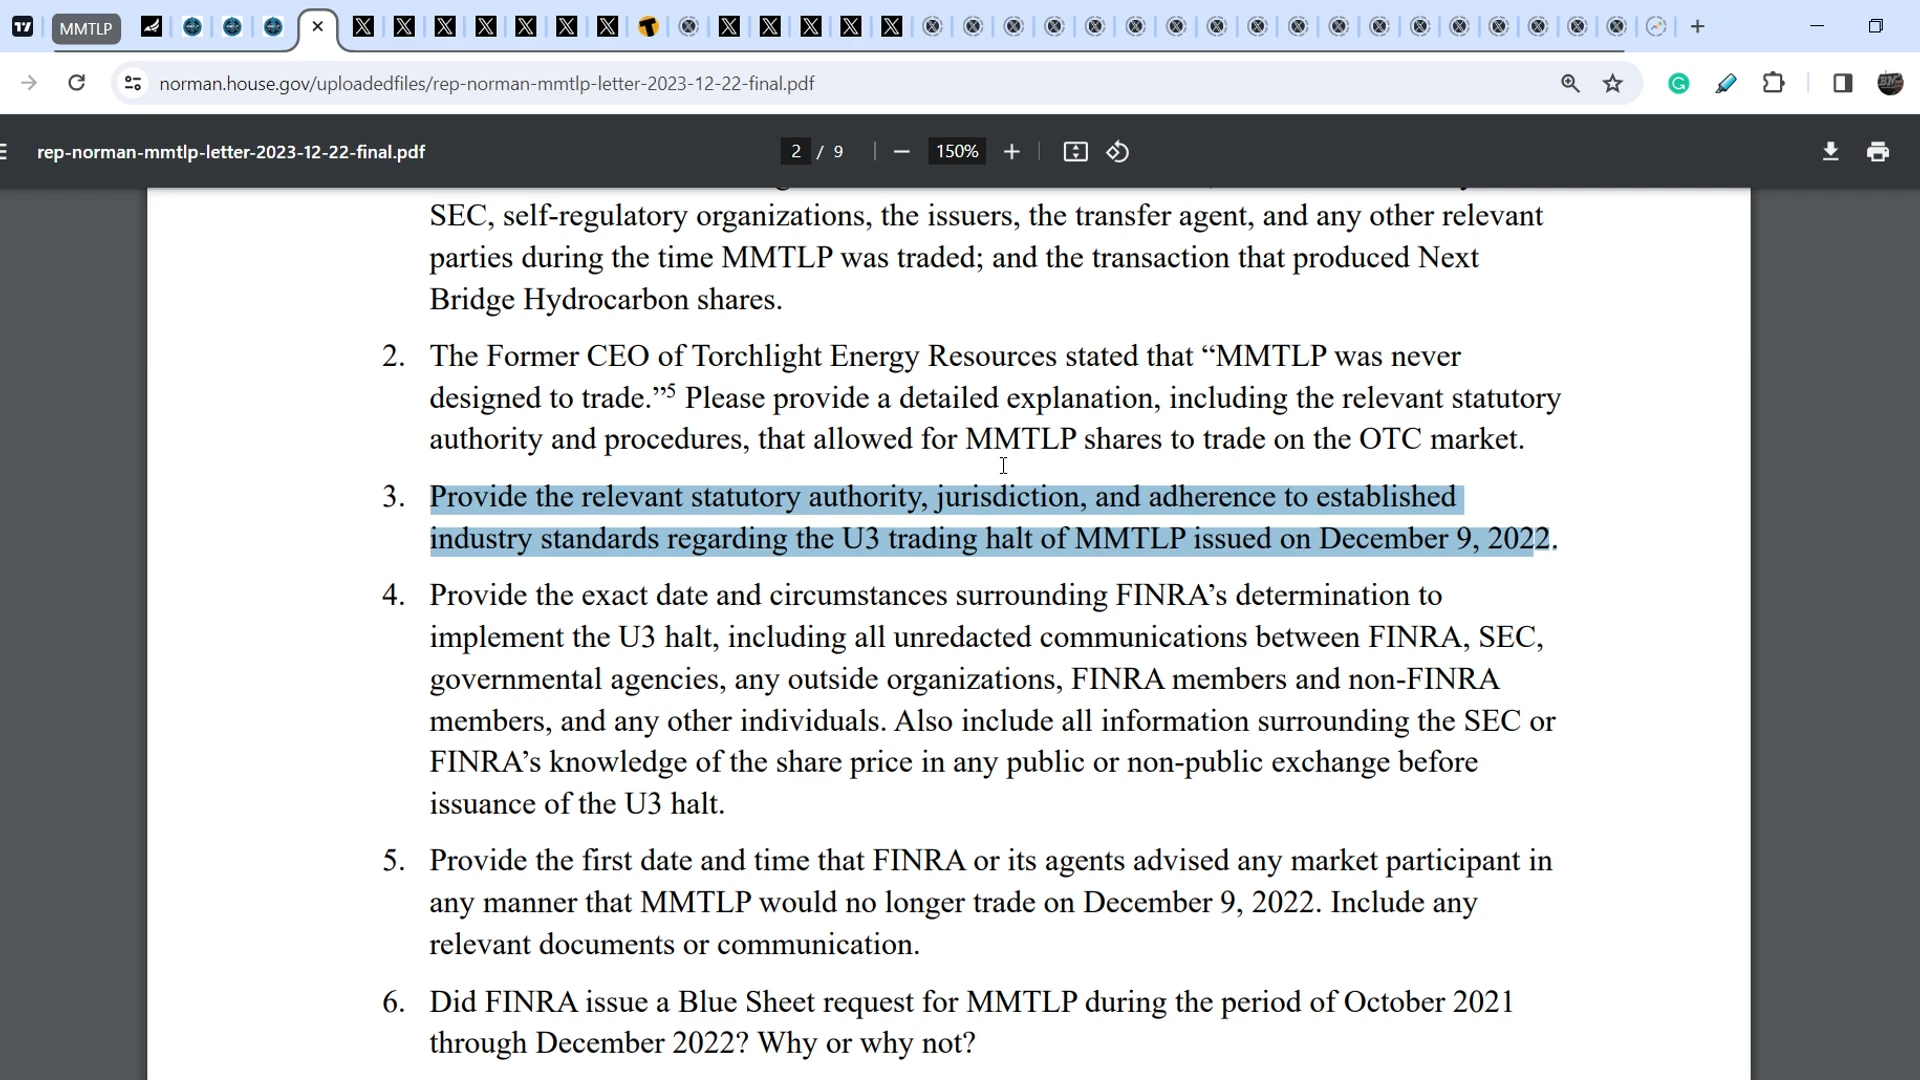 MMTLP
norman.house.gov/uploadedfiles/rep-norman-mmtlp-letter-2023-12-22-final.pdf
rep-norman-mmtlp-letter-2023-12-22-final.pdf
2 / 9
150%
SEC, self-regulatory organizations, the issuers, the transfer agent, and any other relevant
parties during the time MMTLP was traded; and the transaction that produced Next
Bridge Hydrocarbon shares.
2. The Former CEO of Torchlight Energy Resources stated that “MMTLP was never
designed to trade.”5 Please provide a detailed explanation, including the relevant statutory
authority and procedures, that allowed for MMTLP shares to trade on the OTC market.
3. Provide the relevant statutory authority, jurisdiction, and adherence to established
industry standards regarding the U3 trading halt of MMTLP issued on December 9, 2022.
4. Provide the exact date and circumstances surrounding FINRA’s determination to
implement the U3 halt, including all unredacted communications between FINRA, SEC,
governmental agencies, any outside organizations, FINRA members and non-FINRA
members, and any other individuals. Also include all information surrounding the SEC or
FINRA’s knowledge of the share price in any public or non-public exchange before
issuance of the U3 halt.
5. Provide the first date and time that FINRA or its agents advised any market participant in
any manner that MMTLP would no longer trade on December 9, 2022. Include any
relevant documents or communication.
6. Did FINRA issue a Blue Sheet request for MMTLP during the period of October 2021
through December 2022? Why or why not?